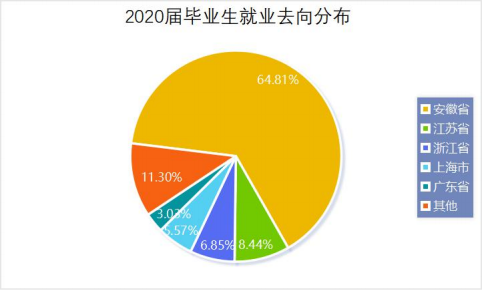 2020届毕业生就业去向分布
64.81%
安徽省
江苏省
浙江省
上海市
广东省
其他
11.30%
3.03%
5.57%
6.85%
8.44%